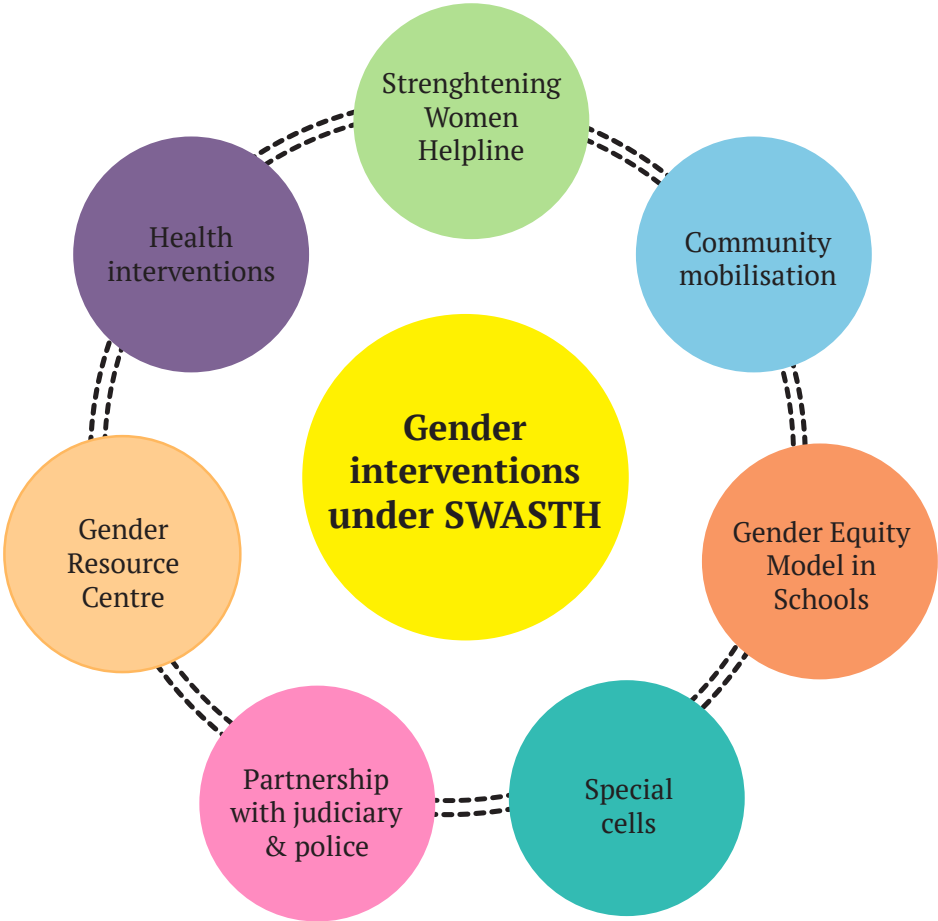 Strenghtening
Women
Helpline
Community
mobilisation
Gender Equity
Model in
Schools
Special
cells
Partnership
with judiciary
& police
Gender
Resource
Centre
Health
interventions
Gender
interventions
under SWASTH